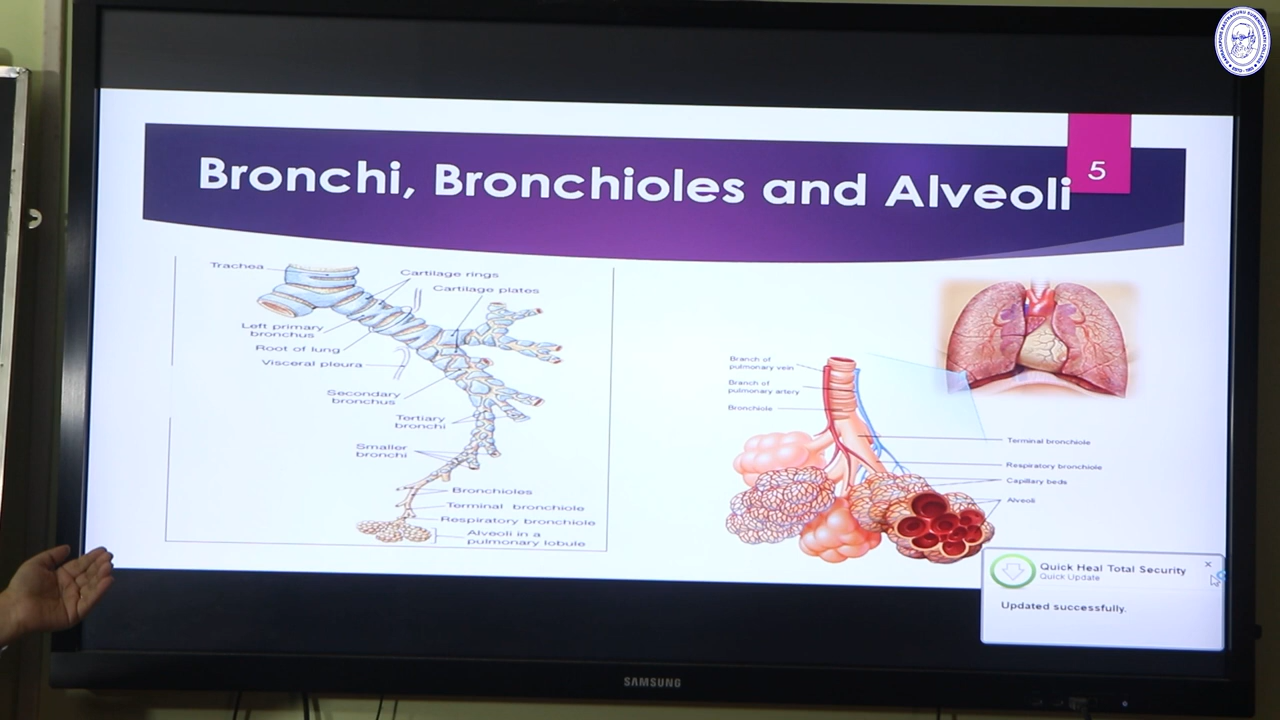 Bronchi, Bronchioles and Alveoli
5
Trachea
Cartilage rings
Cartilage plates
Left primary
bronchus
Root of lung
Visceral pleura
Secondary
bronchus
Tertiary
bronchi
Smaller
bronchi
Bronchioles
Terminal bronchiole
Respiratory bronchiole
Alveoli in a
pulmonary lobule
Branch of
pulmonary vein
Branch of
pulmonary artery
Bronchiole
Terminal bronchiole
Respiratory bronchiole
Capillary beds
Alveoli
Quick Heal Total Security
Quick Update
Updated successfully.
SAMSUNG